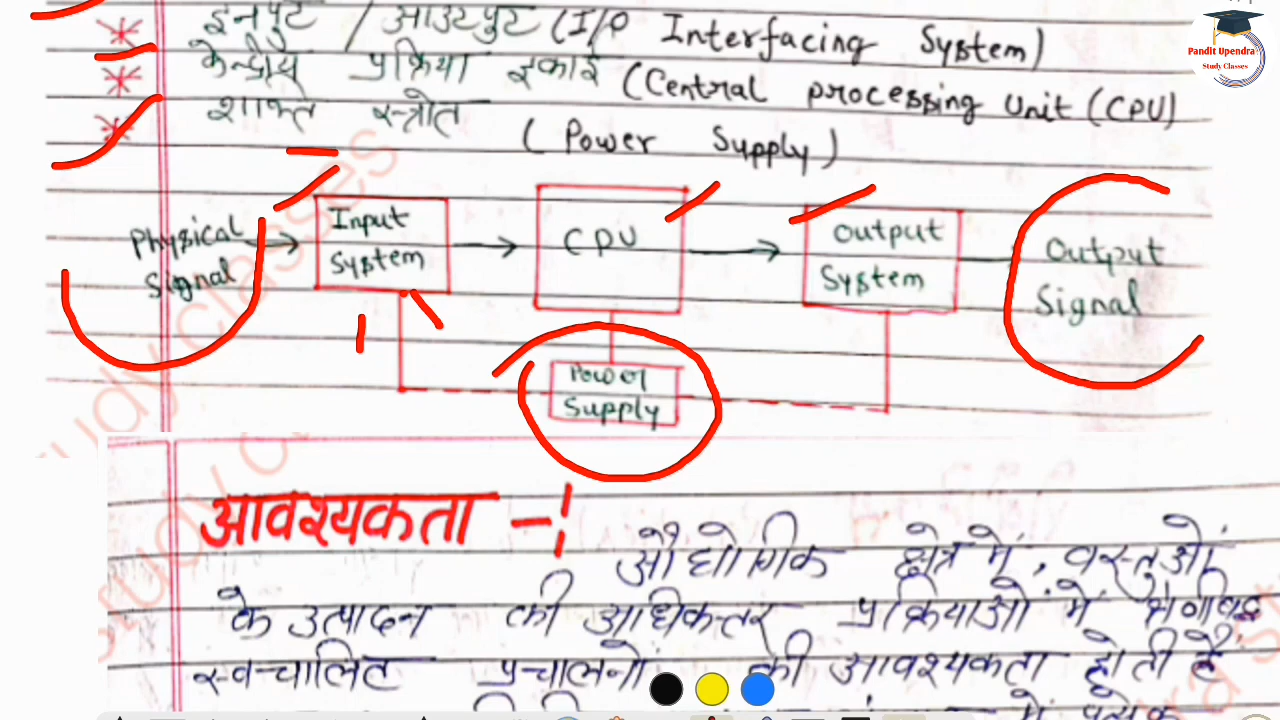 इनपुट / आउटपुट (I/O Interfacing System)
केन्द्रीय प्रक्रिया इकाई (Central processing Unit (CPU)
शक्ति स्त्रोत (Power Supply)
Physical Signal
Input System
CPU
Output System
Output Signal
Power Supply
आवश्यकता -:
औद्योगिक क्षेत्र में, वस्तुओं
के उत्पादन की अधिकतर प्रक्रियाओं में
स्वचालित प्रचालनों की आवश्यकता होती है
Pandit Upendra
Study Classes